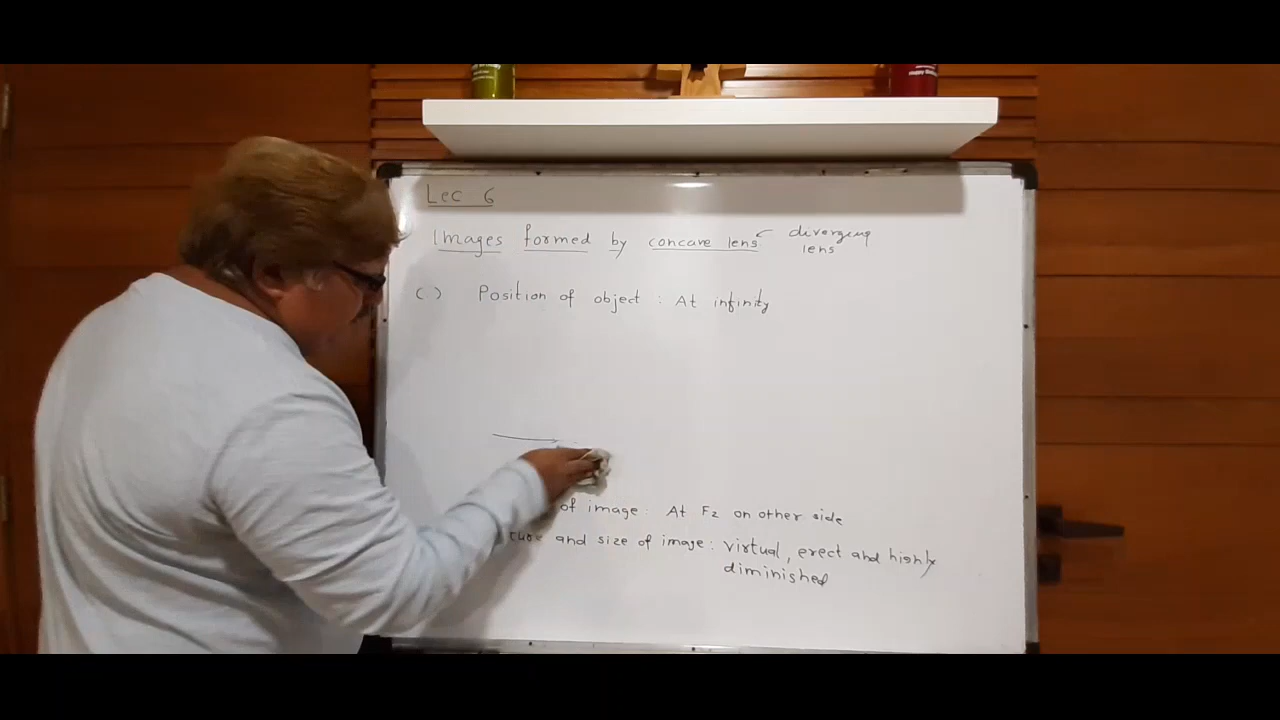 Lec 6
Images formed by concave lens diverging
lens
(.) Position of object : At infinity
of image : At F2 on other side
and size of image : Virtual, erect and highly
diminished